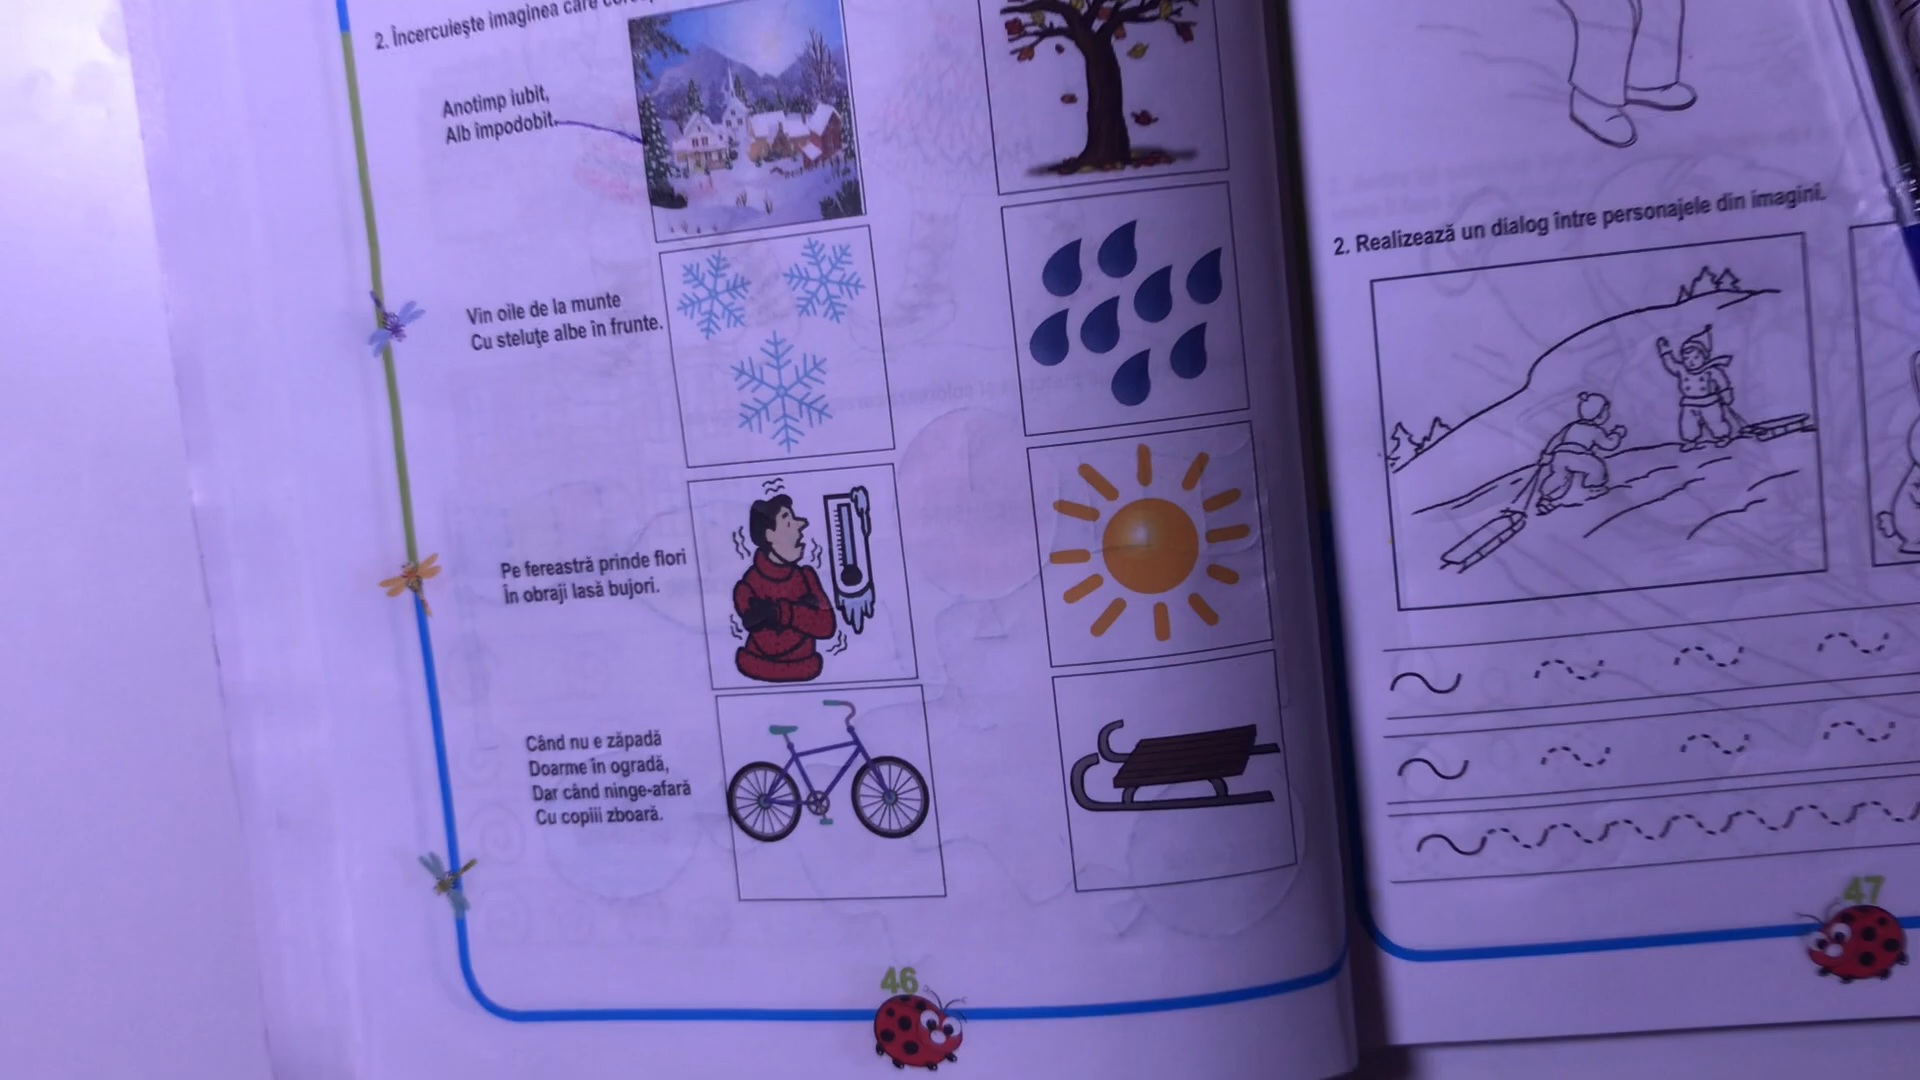 2. Încercuieşte imaginea care
Anotimp iubit,
Alb împodobit.
Vin oile de la munte
Cu steluţe albe în frunte.
Pe fereastră prinde flori
În obraji lasă bujori.
Când nu e zăpadă
Doarme în ogradă,
Dar când ninge-afară
Cu copiii zboară.
46
2. Realizează un dialog între personajele din imagini.
47